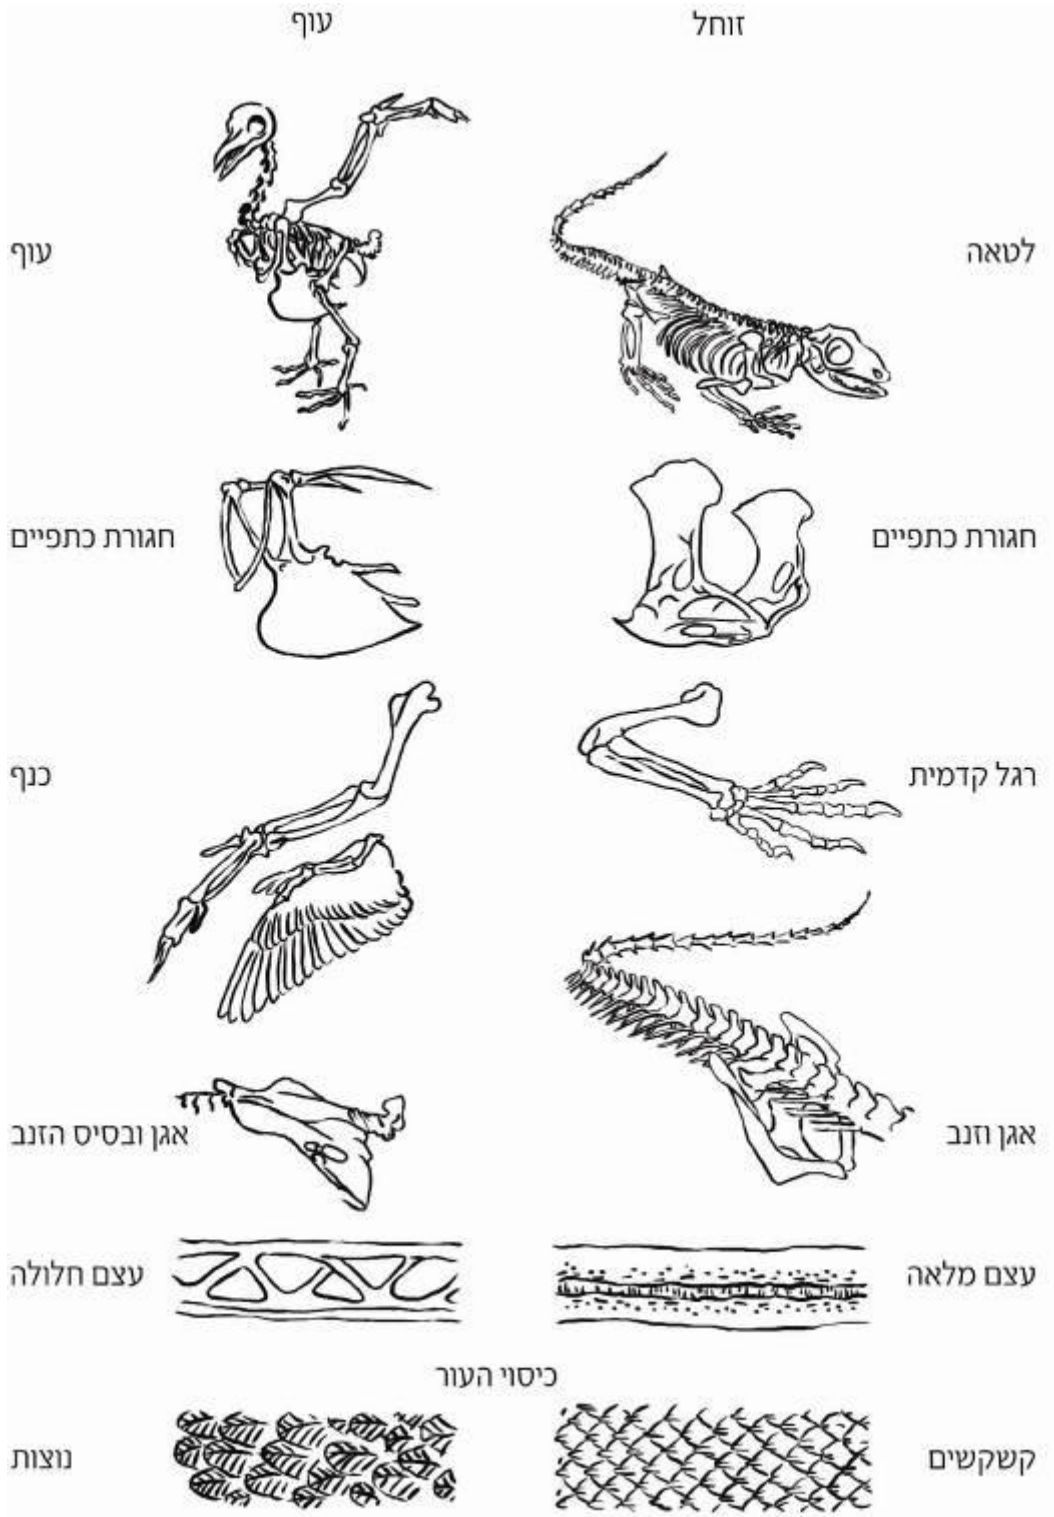 זוחל
עוף
לטאה
עוף
חגורת כתפיים
חגורת כתפיים
רגל קדמית
כנף
אגן וזנב
אגן ובסיס הזנב
עצם מלאה
עצם חלולה
כיסוי העור
קשקשים
נוצות